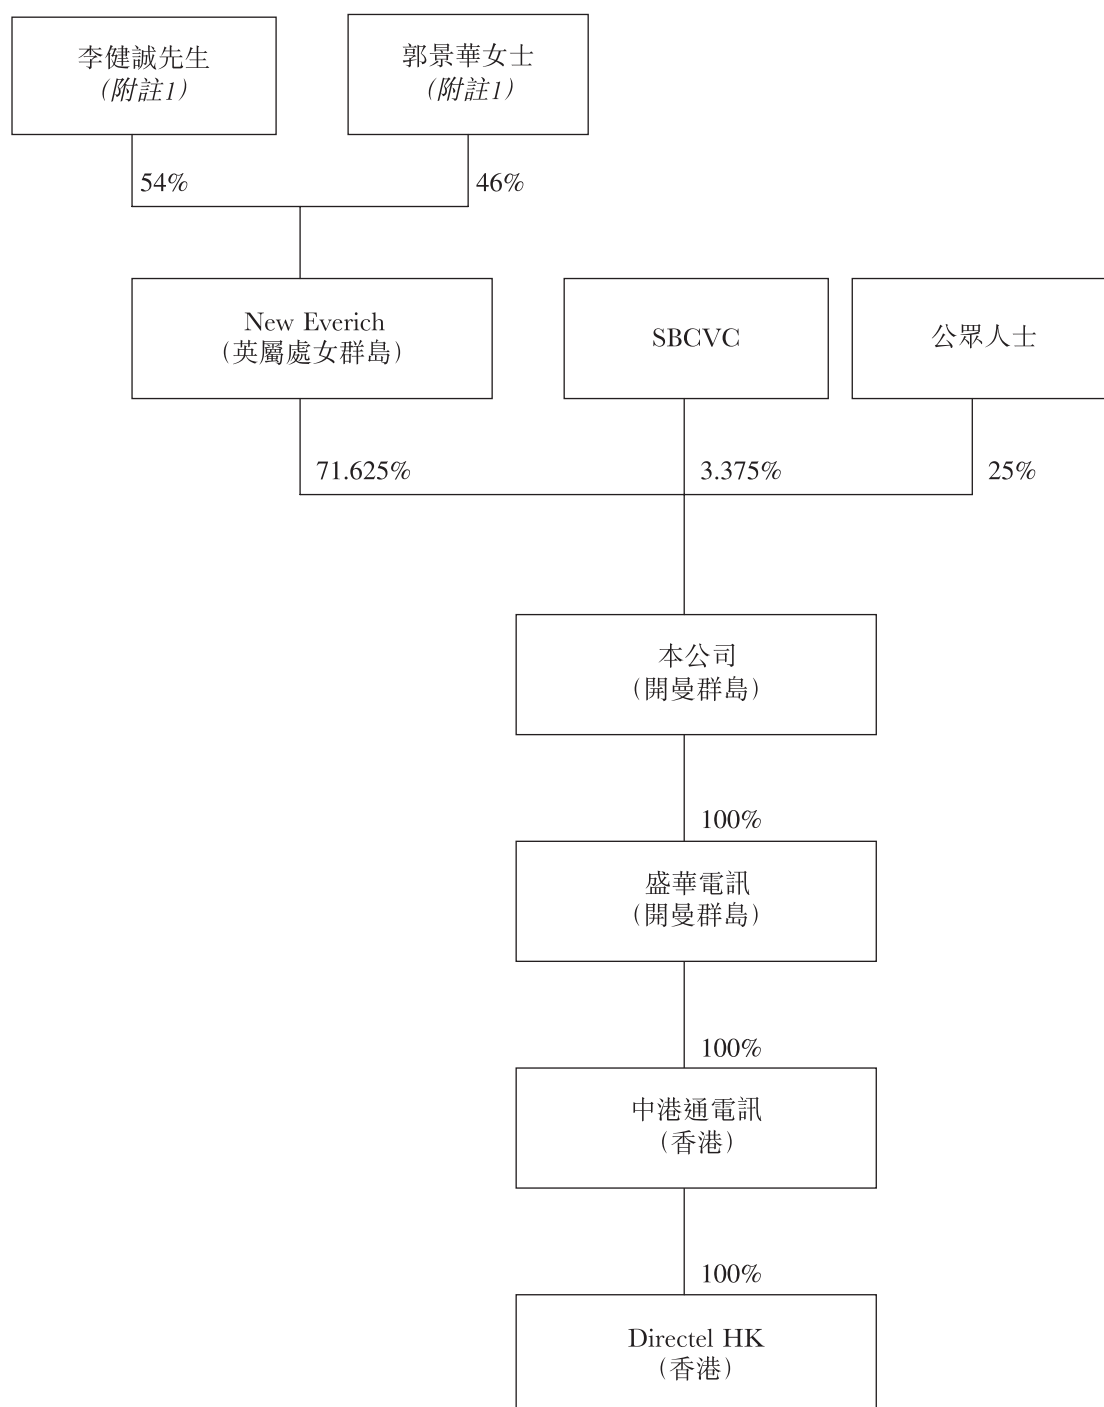 李健誠先生
（附註1）
郭景華女士
（附註1）
54%
46%
New Everich
（英屬處女群島）
SBCVC
公眾人士
71.625%
3.375%
25%
本公司
（開曼群島）
100%
盛華電訊
（開曼群島）
100%
中港通電訊
（香港）
100%
Directel HK
（香港）